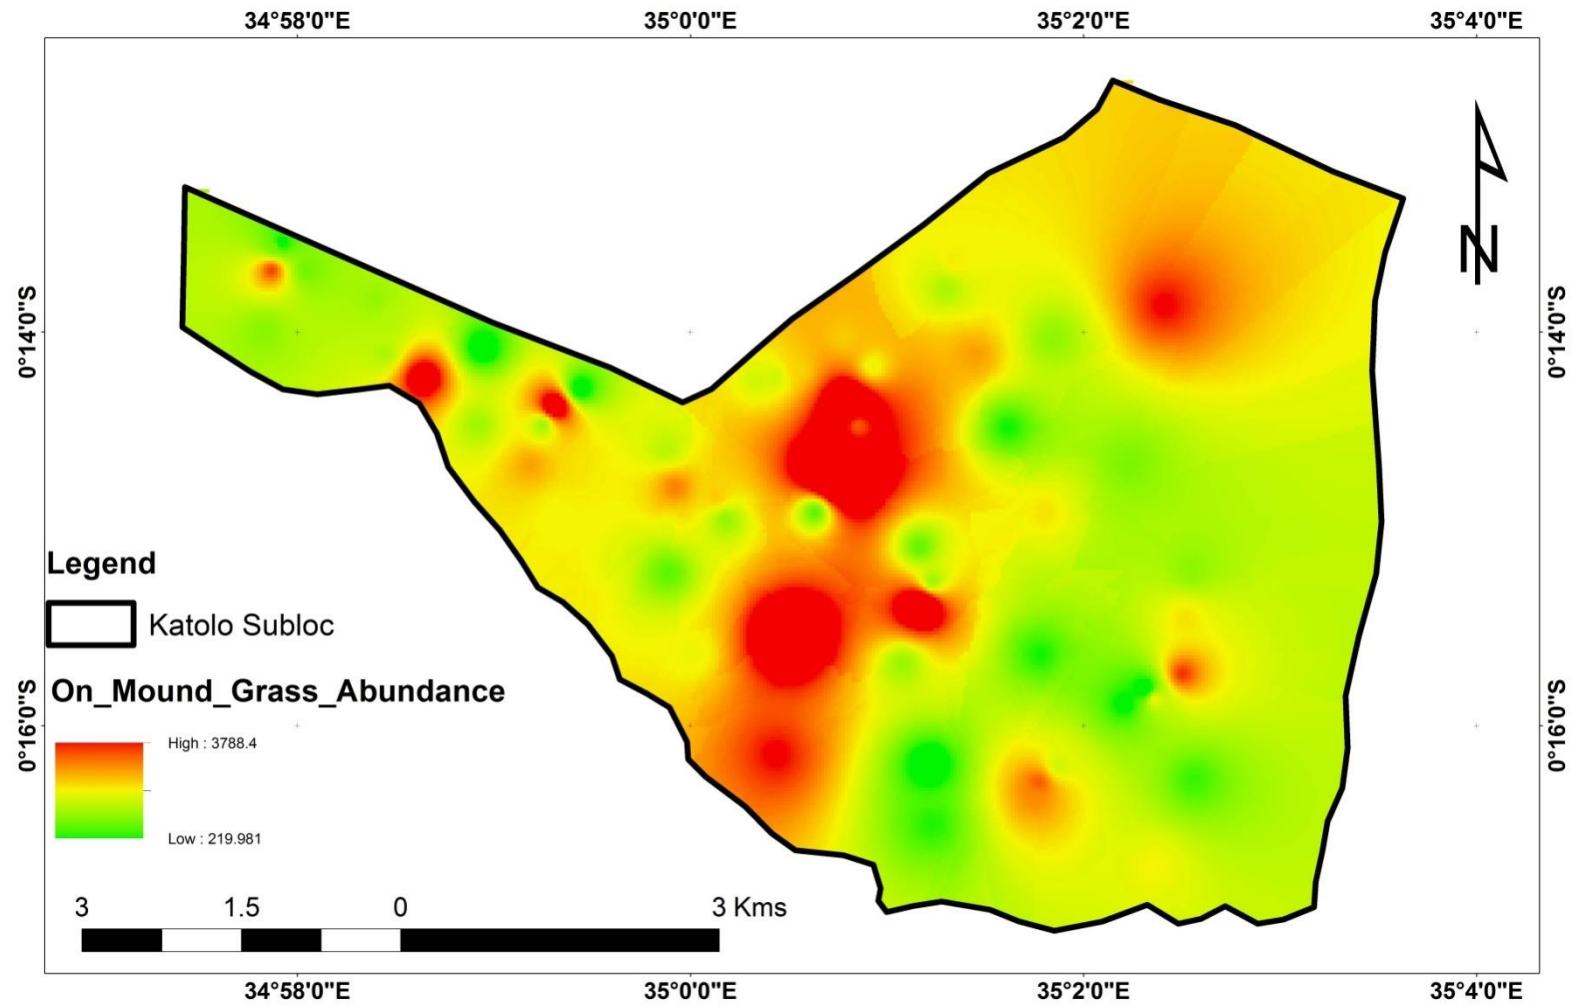 34°58'0"E 35°0'0"E 35°2'0"E 35°4'0"E
N
0°14'0"S 0°14'0"S
Legend
Katolo Subloc
On_Mound_Grass_Abundance
High : 3788.4
Low : 219.981
0°16'0"S 0°16'0"S
3 1.5 0 3 Kms
34°58'0"E 35°0'0"E 35°2'0"E 35°4'0"E